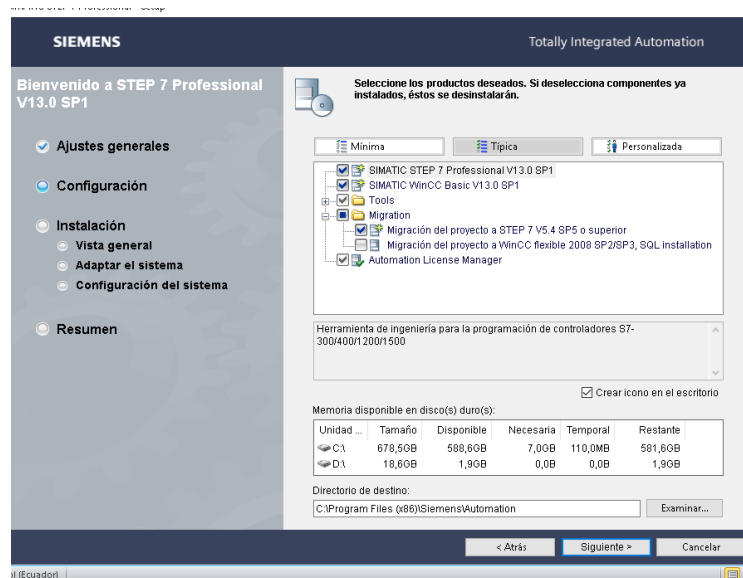 SIEMENS
Totally Integrated Automation
Bienvenido a STEP 7 Professional
V13.0 SP1
Ajustes generales
Configuración
Instalación
Vista general
Adaptar el sistema
Configuración del sistema
Resumen
Seleccione los productos deseados. Si deselecciona componentes ya
instalados, éstos se desinstalarán.
Mínima
Típica
Personalizada
SIMATIC STEP 7 Professional V13.0 SP1
SIMATIC WinCC Basic V13.0 SP1
Tools
Migration
Migración del proyecto a STEP 7 V5.4 SP5 o superior
Migración del proyecto a WinCC flexible 2008 SP2/SP3, SQL installation
Automation License Manager
Herramienta de ingeniería para la programación de controladores S7-
300/400/1200/1500
Crear icono en el escritorio
Memoria disponible en disco(s) duro(s):
Unidad ... Tamaño Disponible Necesaria Temporal Restante
C:\ 678,5GB 588,6GB 7,0GB 110,0MB 581,6GB
D:\ 18,6GB 1,9GB 0,0B 0,0B 1,9GB
Directorio de destino:
C:\Program Files (x86)\Siemens\Automation
Examinar...
< Atrás
Siguiente >
Cancelar
(Ecuador)